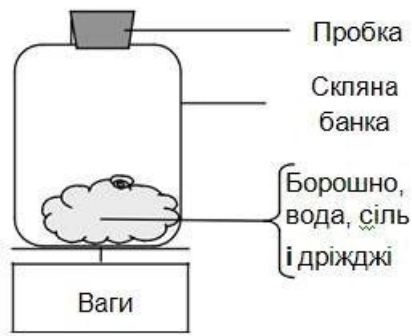 Пробка
Скляна
банка
Борошно,
вода, сіль
і дріжджі
Ваги